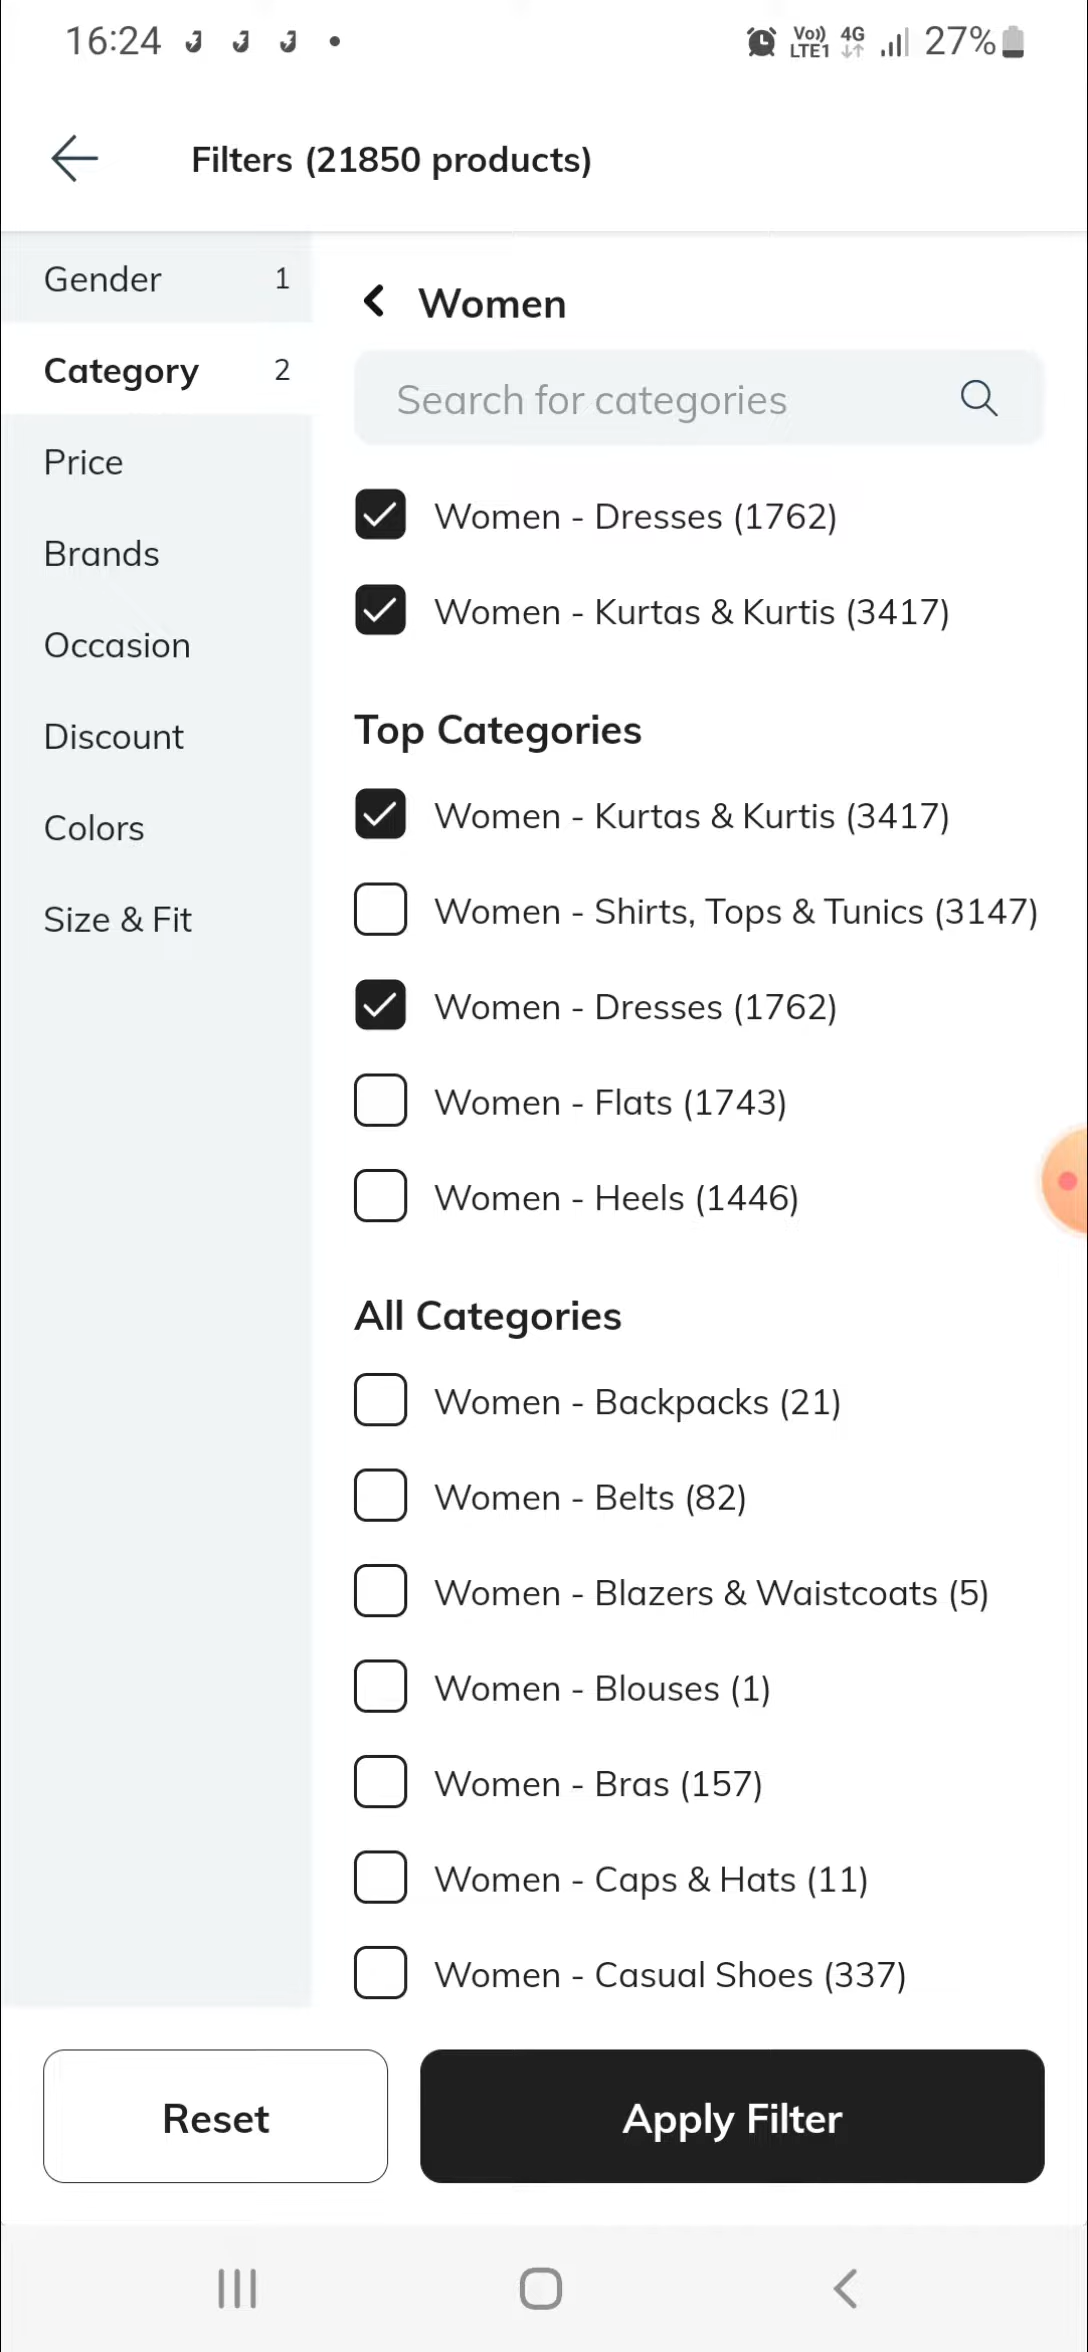 16:24
Vo)) LTE1 4G 27%
Filters (21850 products)
Gender 1
Category 2
Price
Brands
Occasion
Discount
Colors
Size & Fit
Women
Search for categories
Women - Dresses (1762)
Women - Kurtas & Kurtis (3417)
Top Categories
Women - Kurtas & Kurtis (3417)
Women - Shirts, Tops & Tunics (3147)
Women - Dresses (1762)
Women - Flats (1743)
Women - Heels (1446)
All Categories
Women - Backpacks (21)
Women - Belts (82)
Women - Blazers & Waistcoats (5)
Women - Blouses (1)
Women - Bras (157)
Women - Caps & Hats (11)
Women - Casual Shoes (337)
Reset
Apply Filter